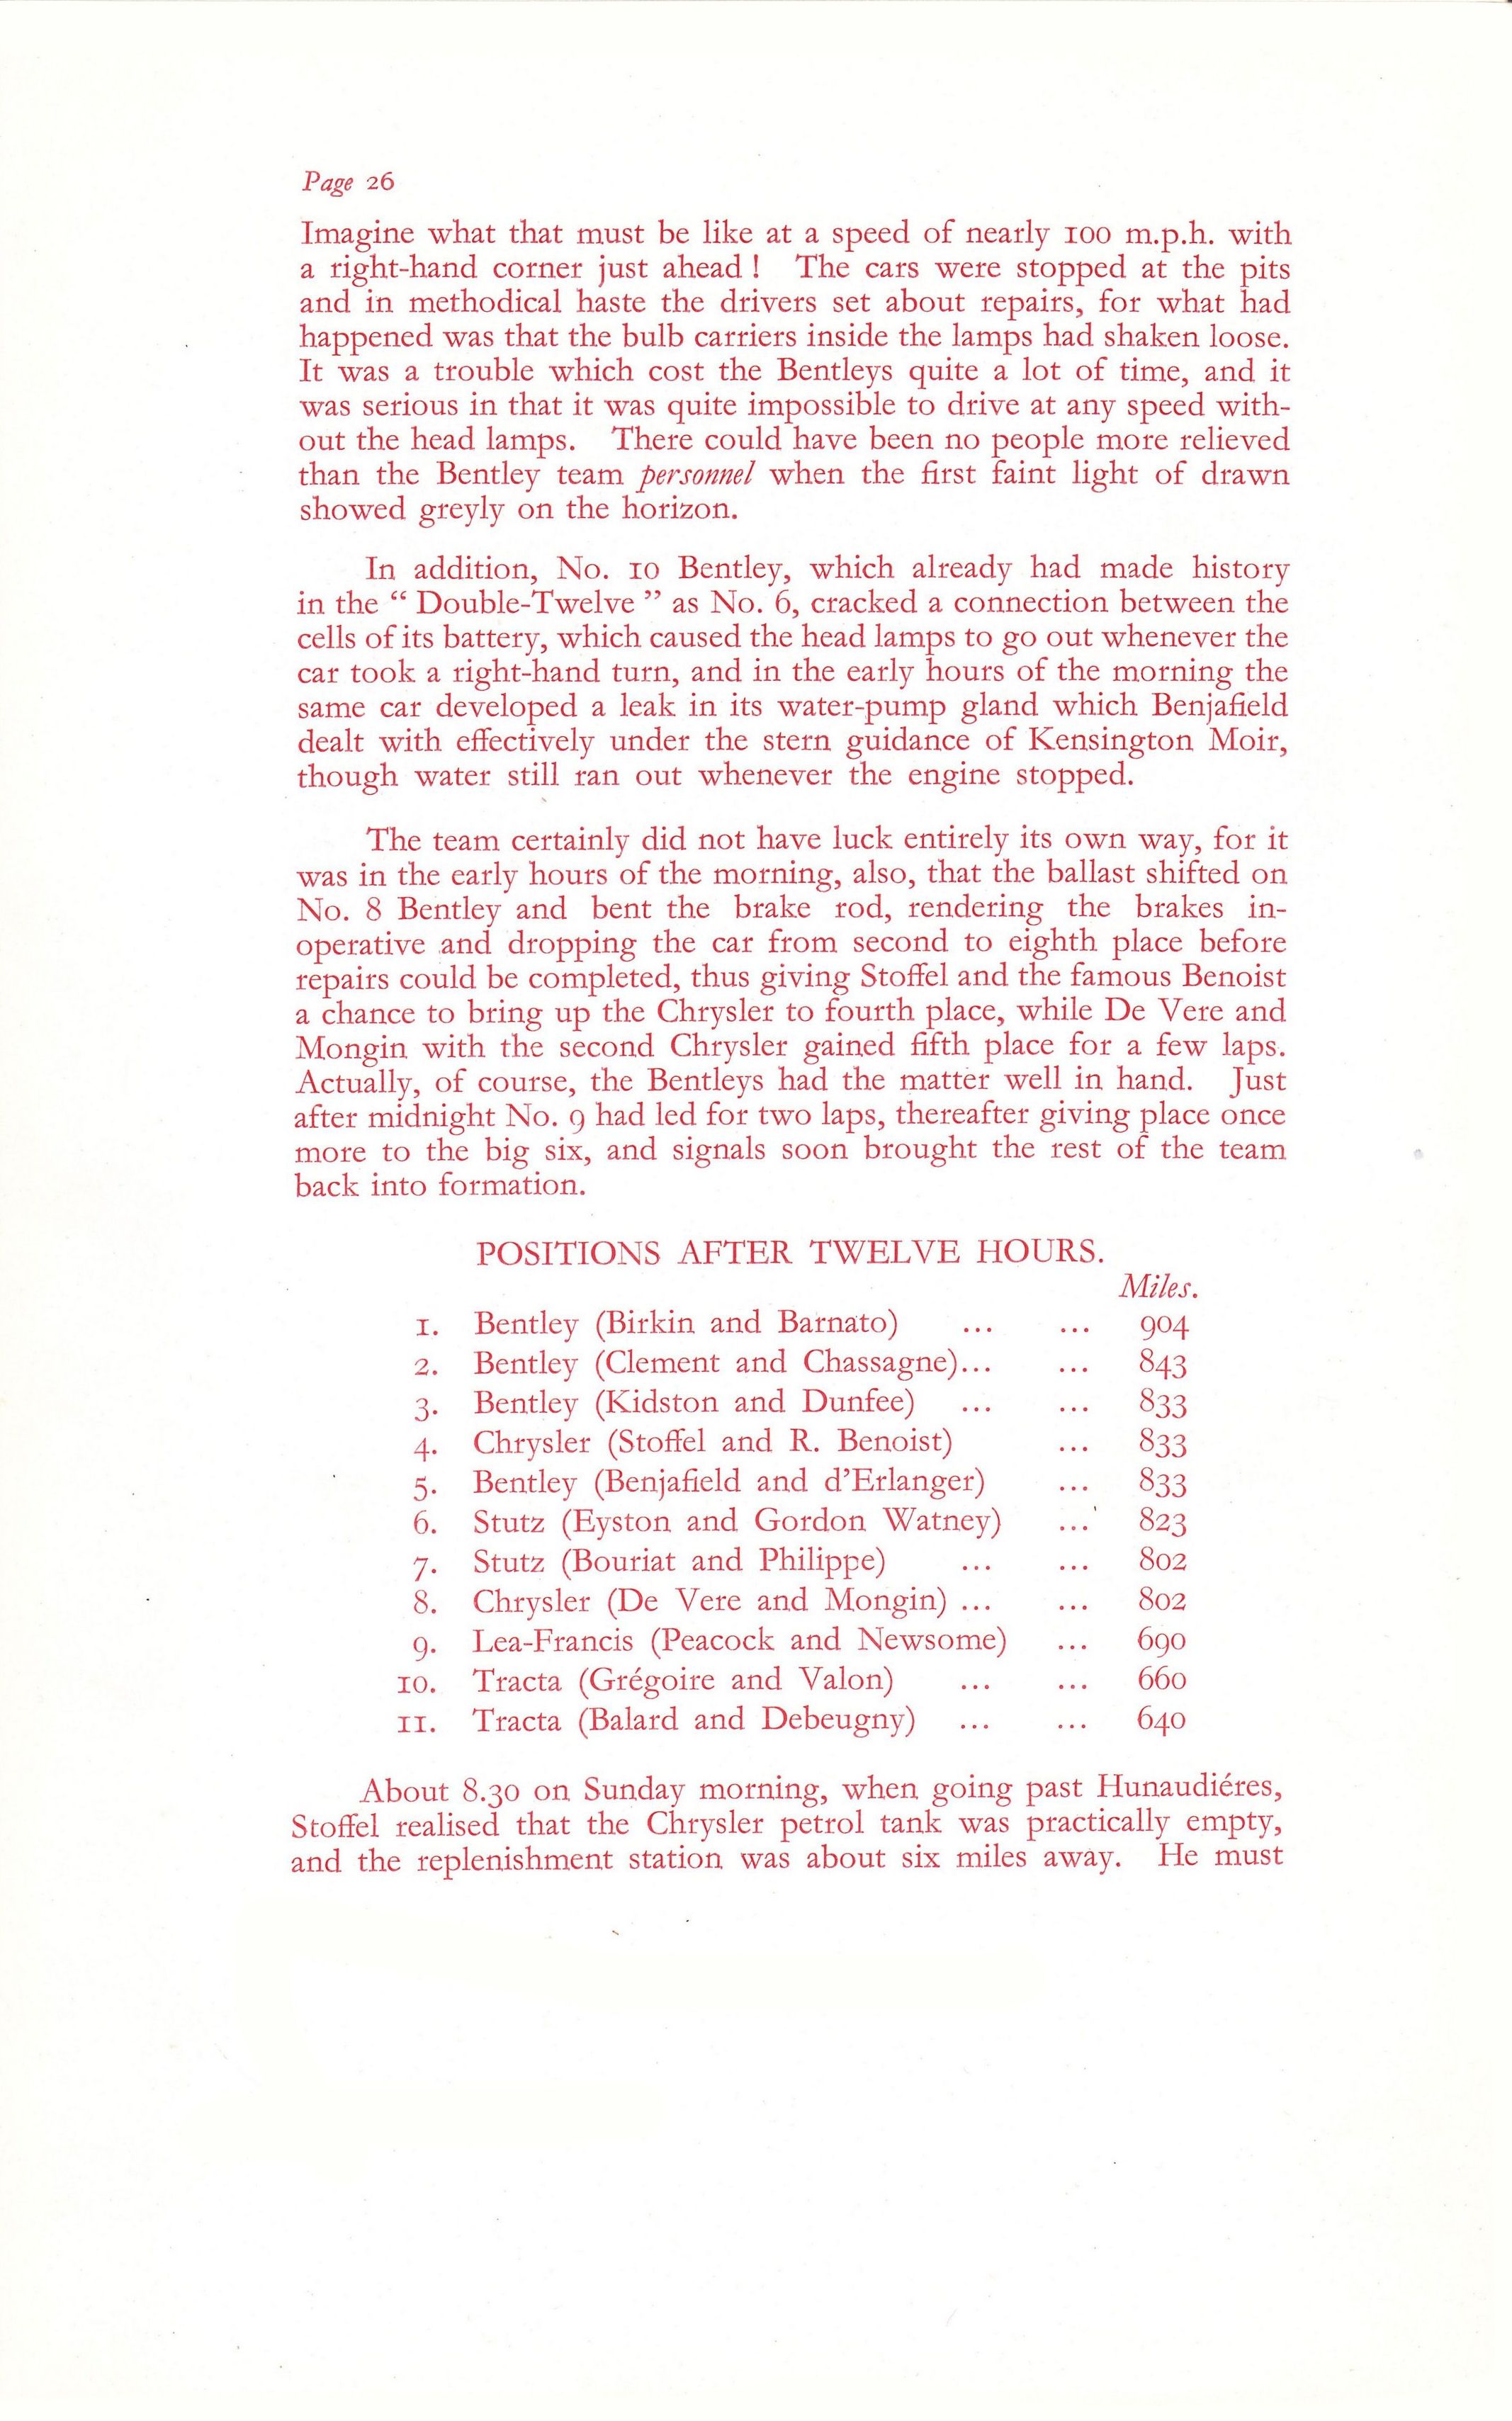 Page 26
Imagine what that must be like at a speed of nearly 100 m.p.h. with
a right-hand corner just ahead ! The cars were stopped at the pits
and in methodical haste the drivers set about repairs, for what had
happened was that the bulb carriers inside the lamps had shaken loose.
It was a trouble which cost the Bentleys quite a lot of time, and it
was serious in that it was quite impossible to drive at any speed with-
out the head lamps. There could have been no people more relieved
than the Bentley team personnel when the first faint light of drawn
showed greyly on the horizon.
In addition, No. 10 Bentley, which already had made history
in the “ Double-Twelve ” as No. 6, cracked a connection between the
cells of its battery, which caused the head lamps to go out whenever the
car took a right-hand turn, and in the early hours of the morning the
same car developed a leak in its water-pump gland which Benjafield
dealt with effectively under the stern guidance of Kensington Moir,
though water still ran out whenever the engine stopped.
The team certainly did not have luck entirely its own way, for it
was in the early hours of the morning, also, that the ballast shifted on
No. 8 Bentley and bent the brake rod, rendering the brakes in-
operative and dropping the car from second to eighth place before
repairs could be completed, thus giving Stoffel and the famous Benoist
a chance to bring up the Chrysler to fourth place, while De Vere and
Mongin with the second Chrysler gained fifth place for a few laps.
Actually, of course, the Bentleys had the matter well in hand. Just
after midnight No. 9 had led for two laps, thereafter giving place once
more to the big six, and signals soon brought the rest of the team
back into formation.
POSITIONS AFTER TWELVE HOURS.
Miles.
1. Bentley (Birkin and Barnato) ... ... 904
2. Bentley (Clement and Chassagne)... ... 843
3. Bentley (Kidston and Dunfee) ... ... 833
4. Chrysler (Stoffel and R. Benoist) ... 833
5. Bentley (Benjafield and d’Erlanger) ... 833
6. Stutz (Eyston and Gordon Watney) ... 823
7. Stutz (Bouriat and Philippe) ... ... 802
8. Chrysler (De Vere and Mongin) ... ... 802
9. Lea-Francis (Peacock and Newsome) ... 690
10. Tracta (Grégoire and Valon) ... ... 660
11. Tracta (Balard and Debeugny) ... ... 640
About 8.30 on Sunday morning, when going past Hunaudiéres,
Stoffel realised that the Chrysler petrol tank was practically empty,
and the replenishment station was about six miles away. He must